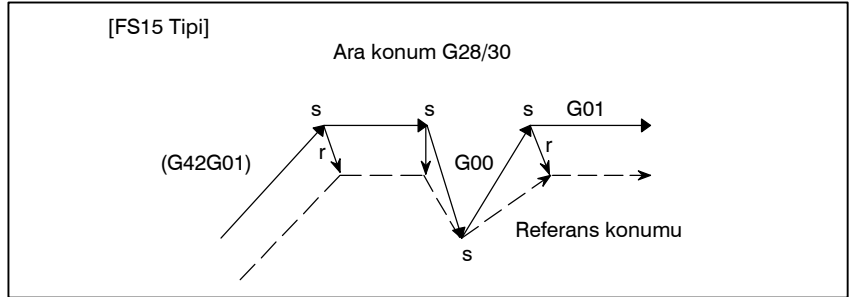 [FS15 Tipi]
Ara konum G28/30
s s s G01
(G42G01) r G00 r
Referans konumu
s